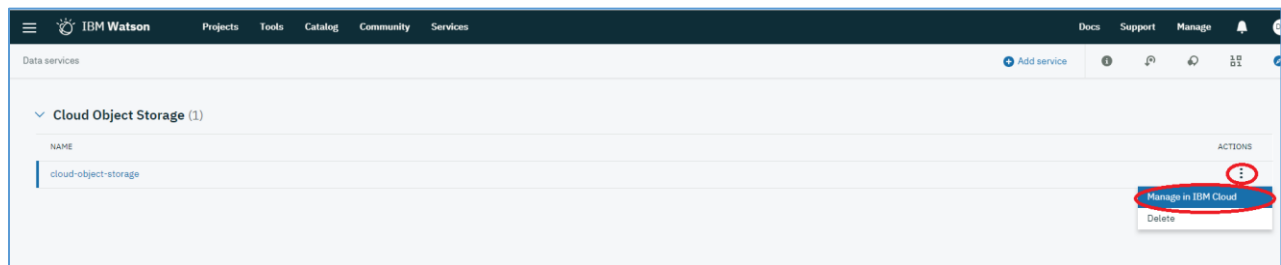 IBM Watson Projects Tools Catalog Community Services Docs Support Manage
Data services Add service
Cloud Object Storage (1)
NAME ACTIONS
cloud-object-storage
Manage in IBM Cloud
Delete